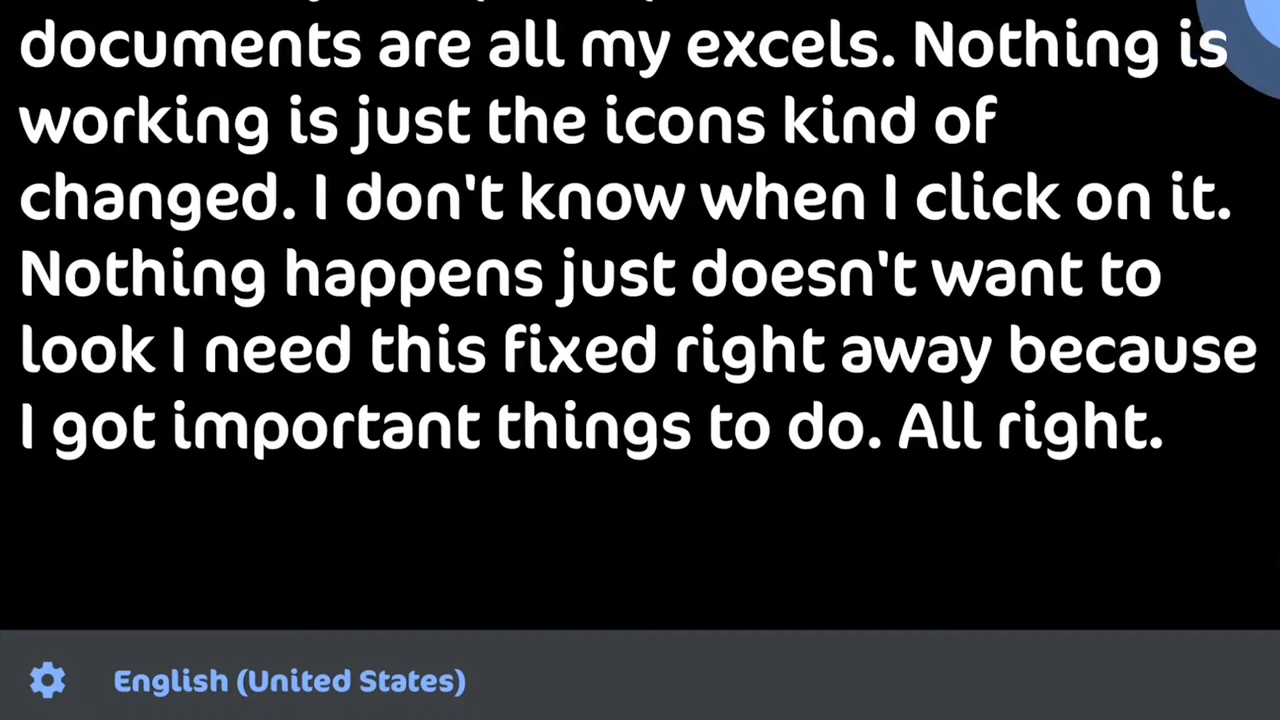 documents are all my excels. Nothing is
working is just the icons kind of
changed. I don't know when I click on it.
Nothing happens just doesn't want to
look I need this fixed right away because
I got important things to do. All right.
English (United States)